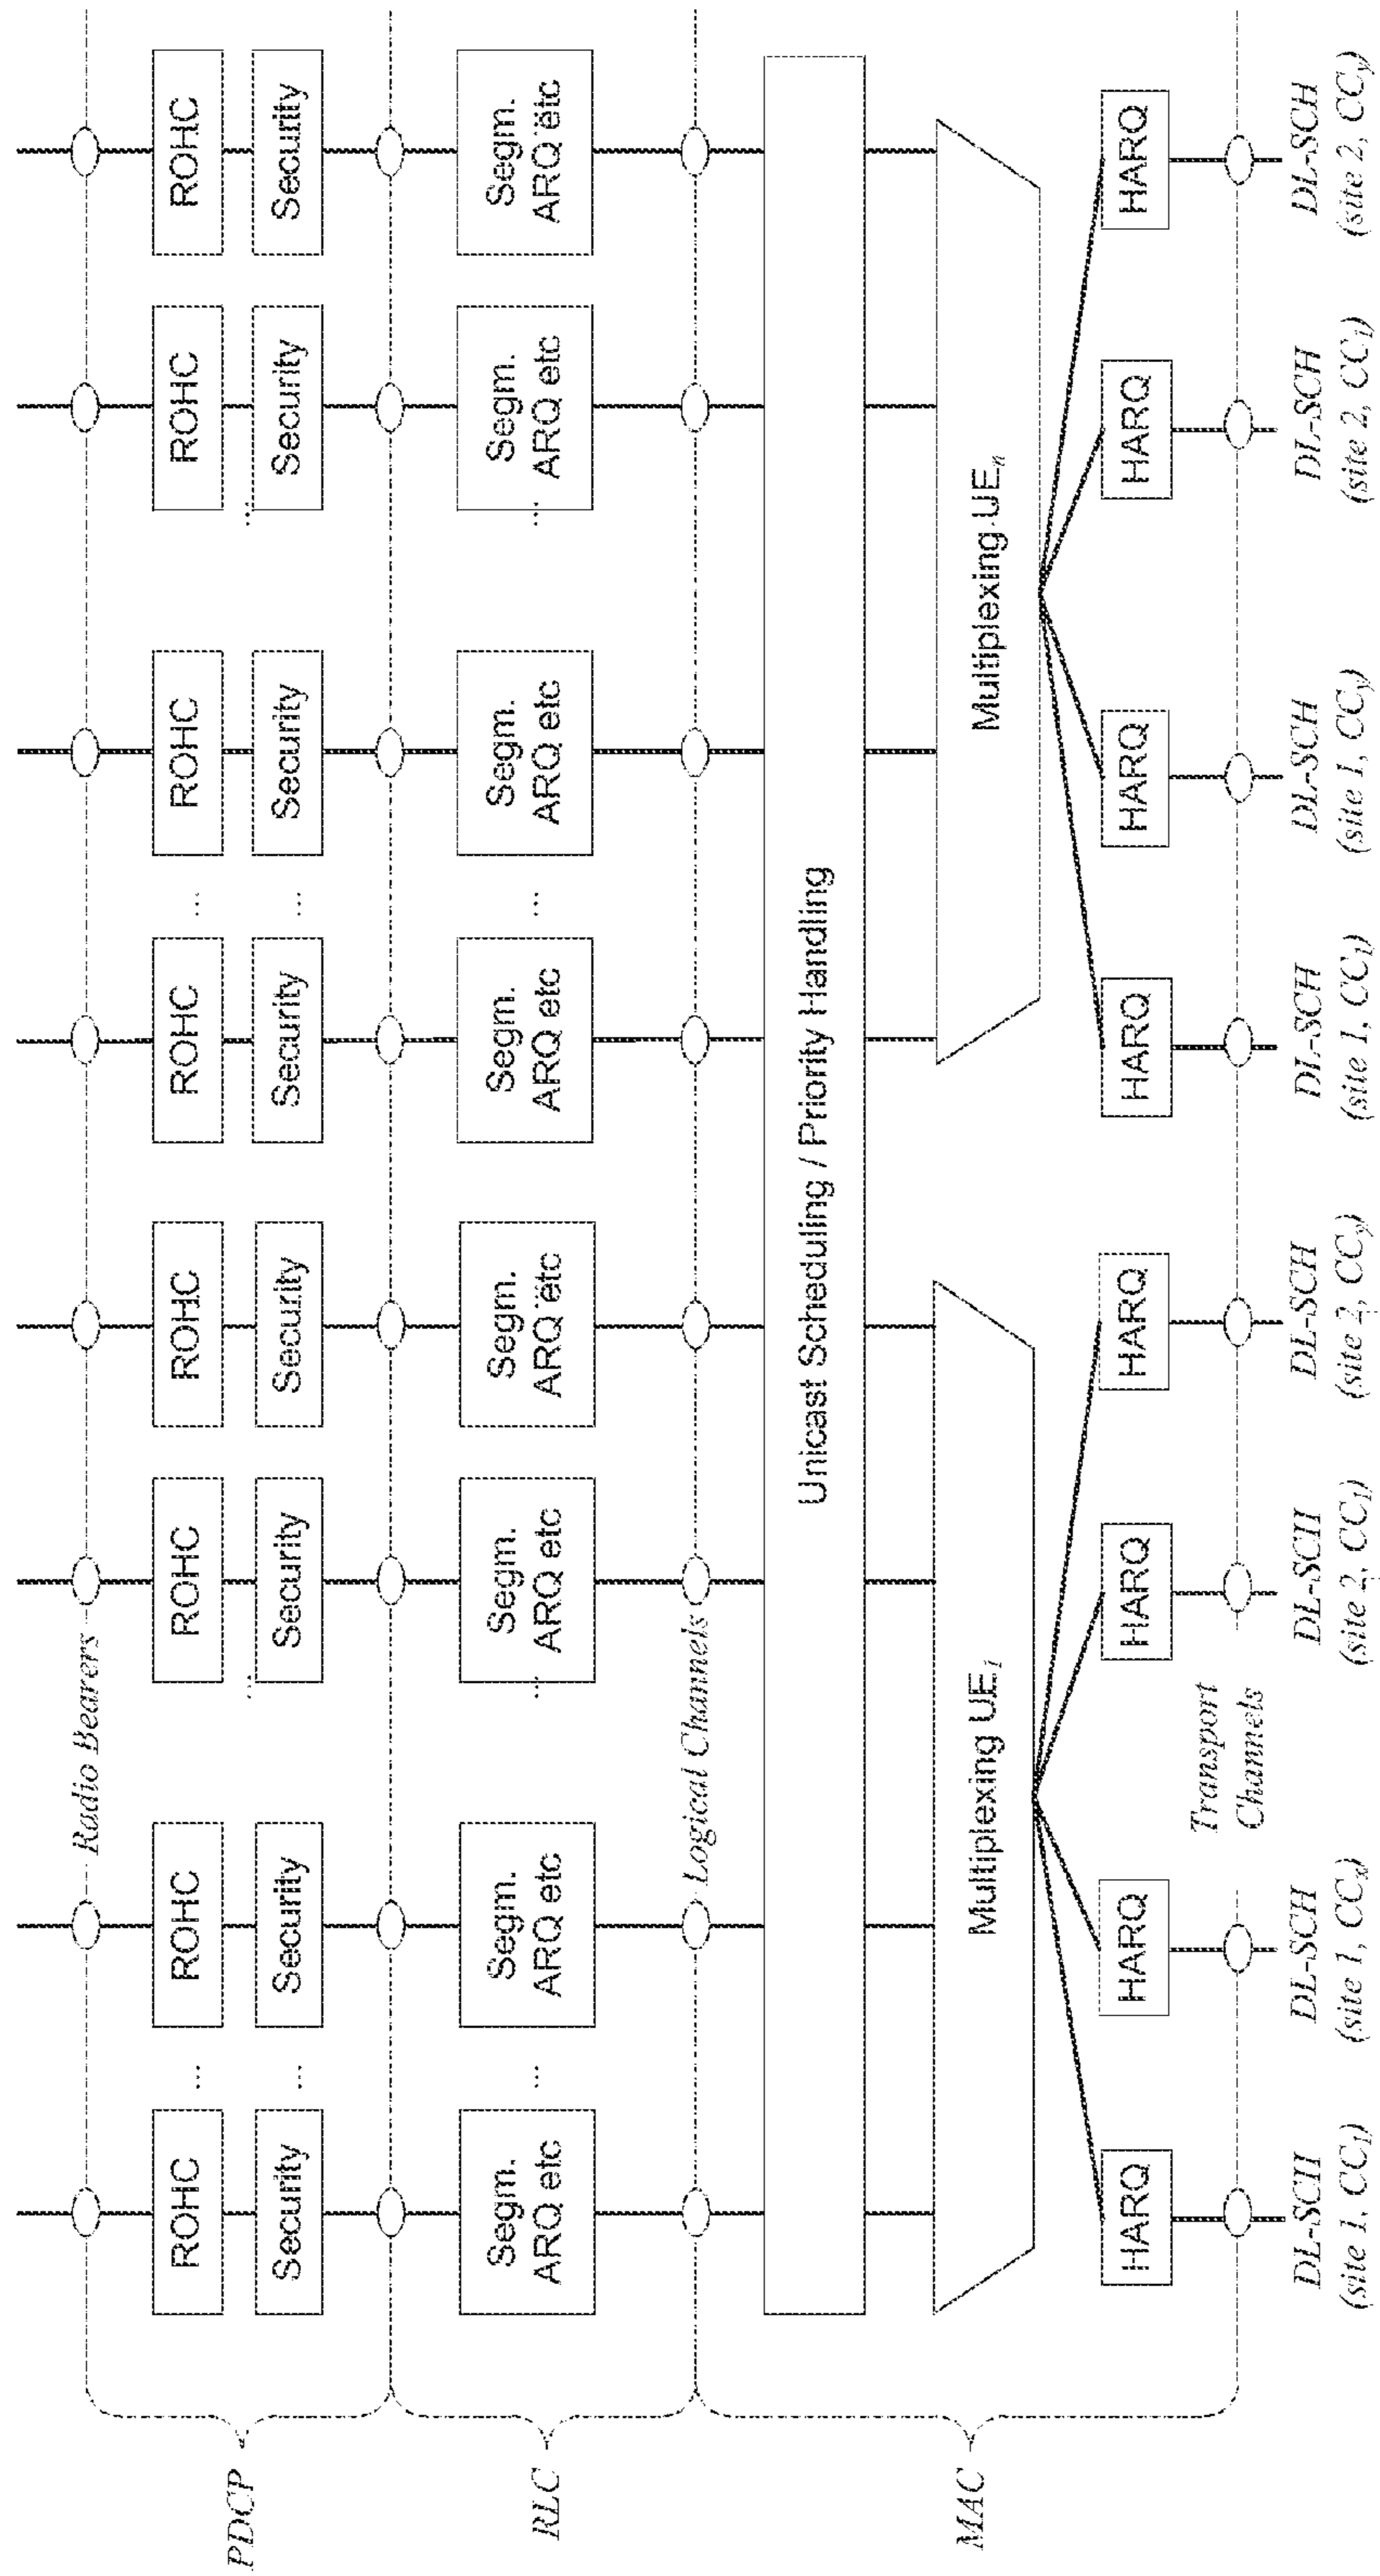 Radio Bearers
ROHC ... ROHC ROHC ROHC ROHC ... ROHC ROHC ROHC
PDCP
... ...
Security ... Security Security Security Security ... Security Security Security
Segm. Segm. Segm. Segm. Segm. Segm. Segm. Segm.
RLC
ARQ etc ... ARQ etc ... ARQ etc ARQ etc ARQ etc ... ARQ etc ... ARQ etc ARQ etc
Logical Channels
Unicast Scheduling / Priority Handling
MAC
Multiplexing UE₁ Multiplexing UEₙ
HARQ HARQ HARQ HARQ HARQ HARQ HARQ HARQ
Transport
Channels
DL-SCH DL-SCH DL-SCH DL-SCH DL-SCH DL-SCH DL-SCH DL-SCH
(site 1, CC₁) (site 1, CCₓ) (site 2, CC₁) (site 2, CCy) (site 1, CC₁) (site 1, CCy) (site 2, CC₁) (site 2, CCy)